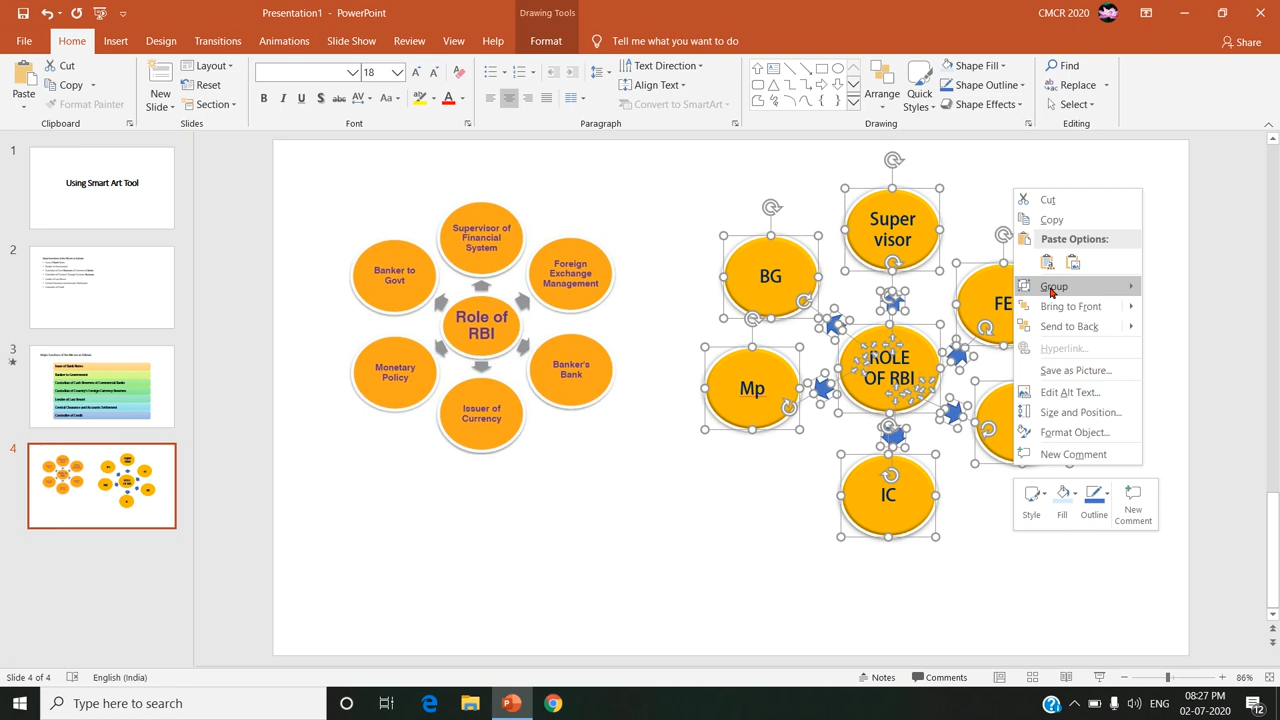 Presentation1 - PowerPoint
Drawing Tools
CMCR 2020
File
Home
Insert
Design
Transitions
Animations
Slide Show
Review
View
Help
Format
Tell me what you want to do
Share
Paste
Cut
Copy
Format Painter
Clipboard
New Slide
Layout
Reset
Section
Slides
18
Font
Text Direction
Align Text
Convert to SmartArt
Paragraph
Arrange
Quick Styles
Shape Fill
Shape Outline
Shape Effects
Drawing
Find
Replace
Select
Editing
1
Using Smart Art Tool
2
3
4
Supervisor of
Financial
System
Banker to
Govt
Foreign
Exchange
Management
Role of
RBI
Monetary
Policy
Banker's
Bank
Issuer of
Currency
Super
visor
BG
FE
ROLE
OF RBI
Mp
IC
Cut
Copy
Paste Options:
Group
Bring to Front
Send to Back
Hyperlink...
Save as Picture...
Edit Alt Text...
Size and Position...
Format Object...
New Comment
Style
Fill
Outline
New
Comment
Slide 4 of 4
English (India)
Notes
Comments
86%
Type here to search
ENG
08:27 PM
02-07-2020
12